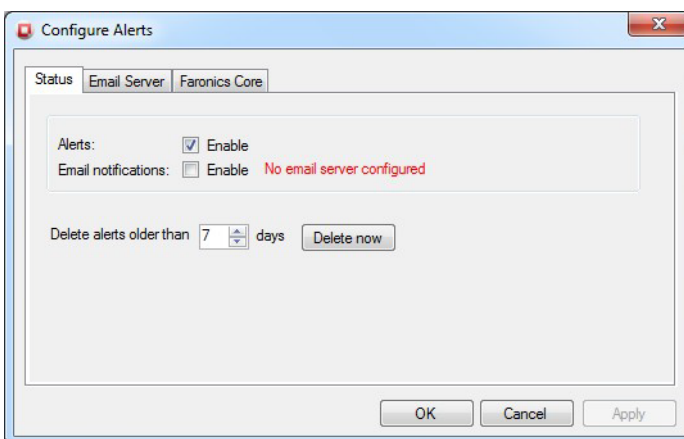 Configure Alerts
Status Email Server Faronics Core
Alerts: Enable
Email notifications: Enable No email server configured
Delete alerts older than 7 days Delete now
OK Cancel Apply